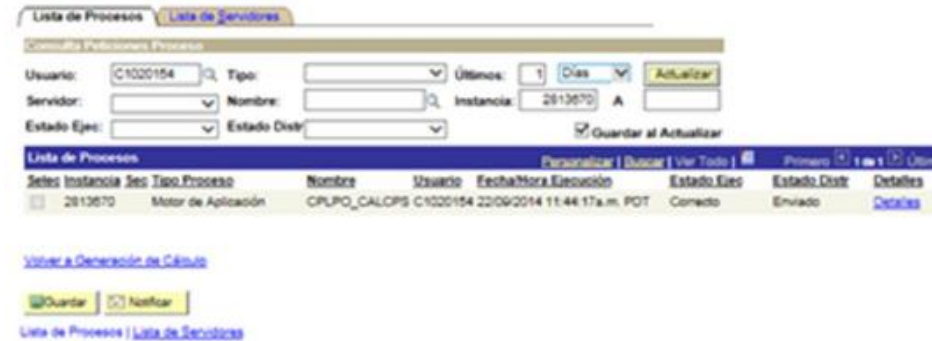 Lista de Procesos Lista de Servidores
Consulta Peticiones Proceso
Usuario: C1020154 Tipo: Últimos: 1 Días Actualizar
Servidor: Nombre: Instancia: 2813670 A
Estado Ejec: Estado Distr Guardar al Actualizar
Lista de Procesos Personalizar | Buscar | Ver Todo | Primero 1 de 1 Últim
Selec Instancia Sec Tipo Proceso Nombre Usuario Fecha/Hora Ejecución Estado Ejec Estado Distr Detalles
2813670 Motor de Aplicación CPLPO_CALCPS C1020154 22/09/2014 11:44:17a.m. PDT Correcto Enviado Detalles
Volver a Generación de Cálculo
Guardar Notificar
Lista de Procesos | Lista de Servidores